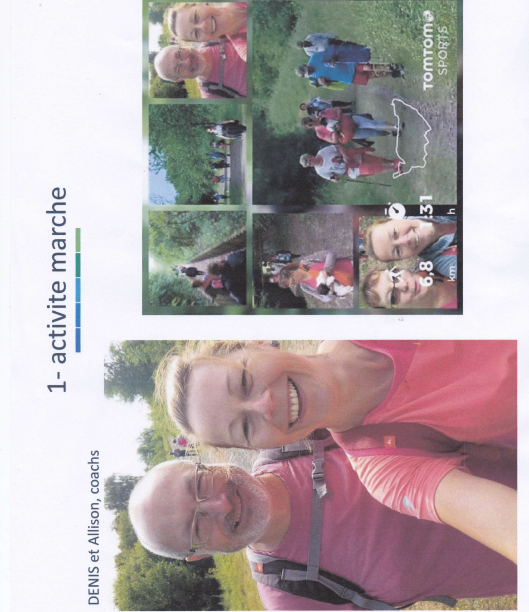 1- activite marche
DENIS et Allison, coachs
TOMTOM
SPORTS
6,8
km
:31
h